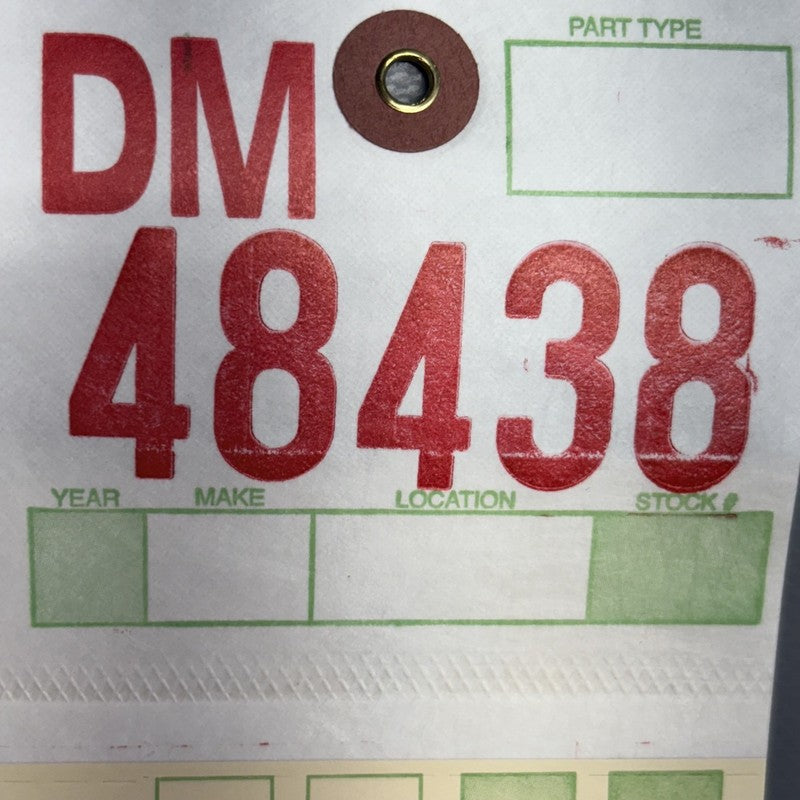 DM
PART TYPE
48438
YEAR MAKE LOCATION STOCK #